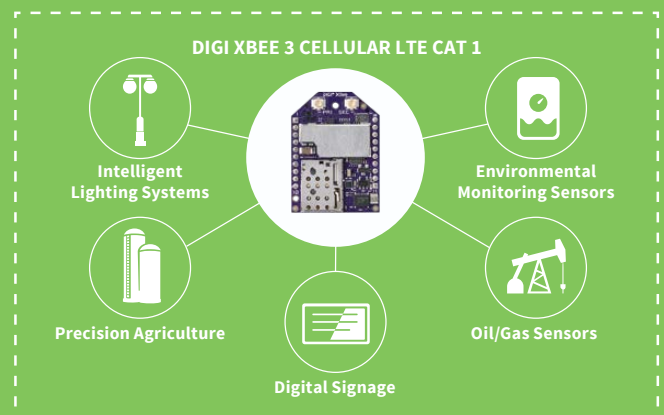 DIGI XBEE 3 CELLULAR LTE CAT 1
Intelligent
Lighting Systems
Environmental
Monitoring Sensors
Precision Agriculture
Oil/Gas Sensors
Digital Signage